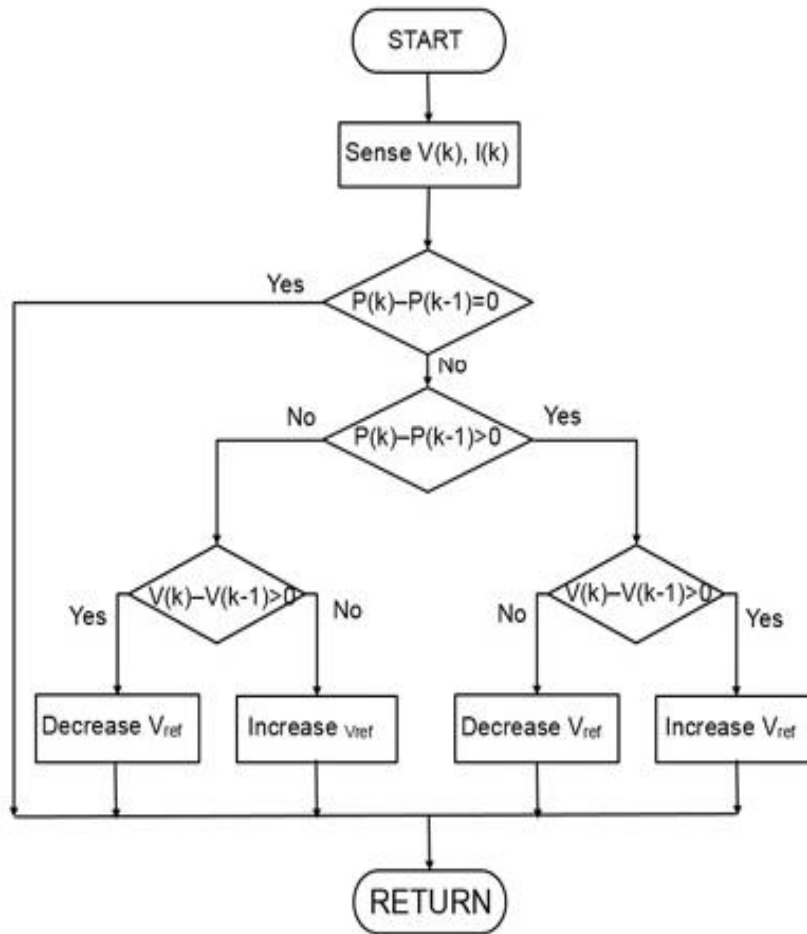 START
Sense V(k), I(k)
Yes
P(k)–P(k-1)=0
No
No
Yes
P(k)–P(k-1)>0
V(k)–V(k-1)>0
V(k)–V(k-1)>0
Yes
No
No
Yes
Decrease Vref
Increase Vref
Decrease Vref
Increase Vref
RETURN